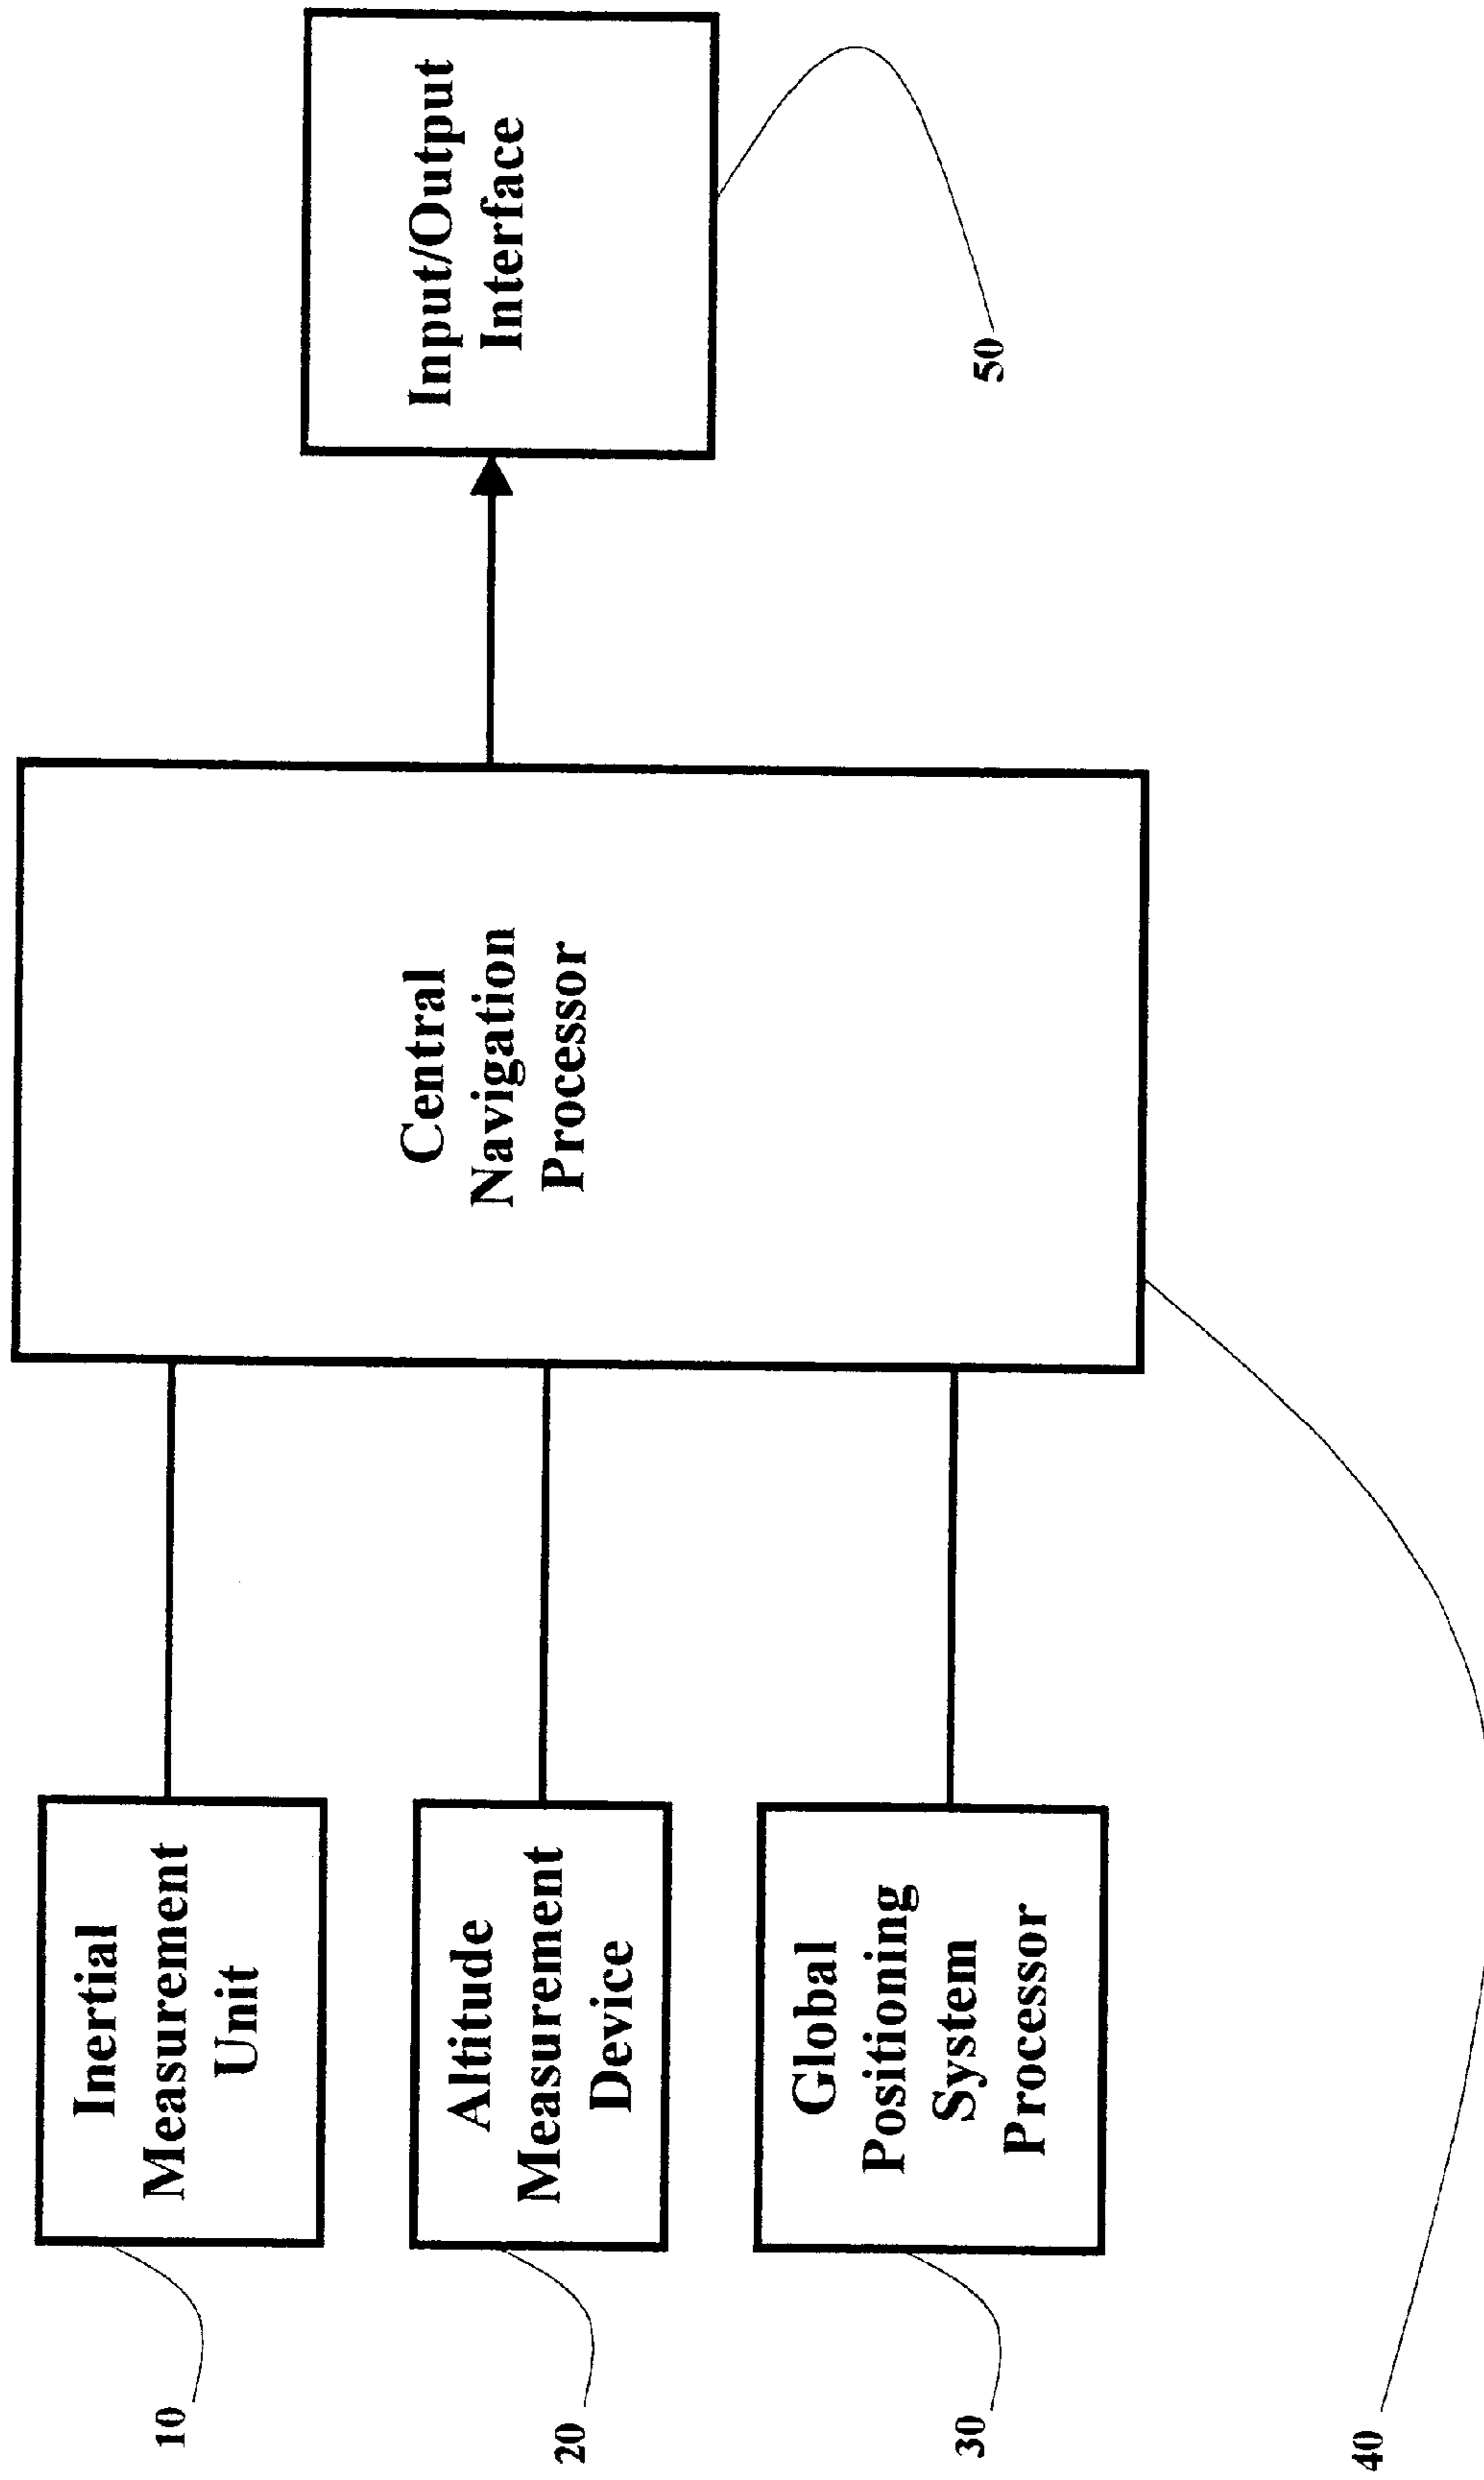 Inertial
Measurement
Unit
10
Altitude
Measurement
Device
20
Global
Positioning
System
Processor
30
Central
Navigation
Processor
40
Input/Output
Interface
50